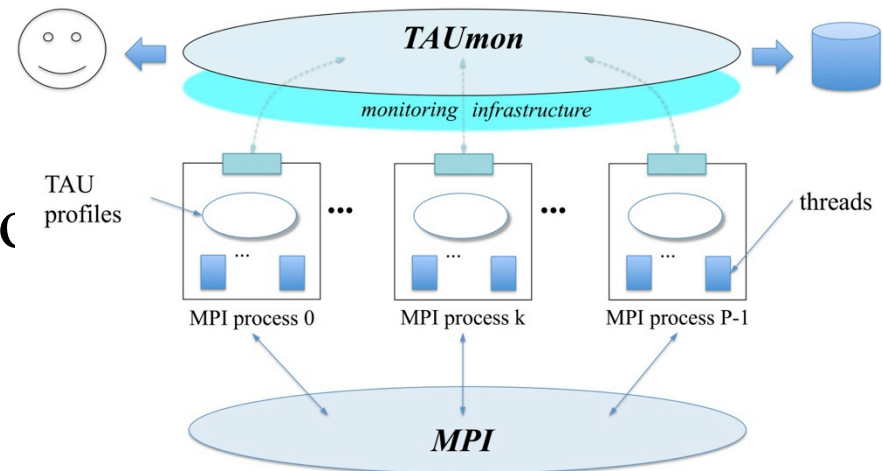 TAUmon
monitoring infrastructure
TAU
profiles
threads
...
...
...
...
...
MPI process 0
MPI process k
MPI process P-1
MPI